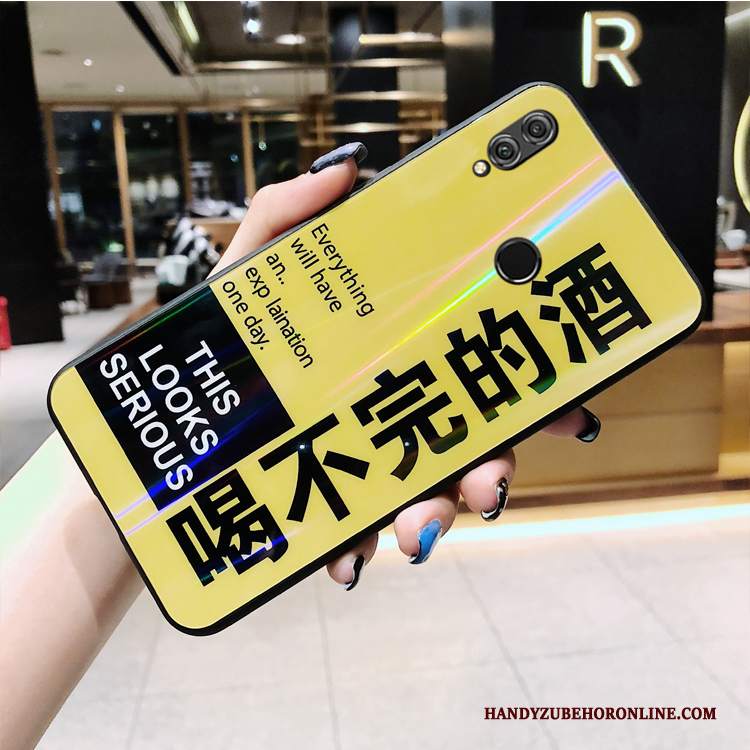 R
Everything
will have
an..
exp laination
one day.
THIS
LOOKS
SERIOUS
喝不完的酒
HANDYZUBEHORONLINE.COM